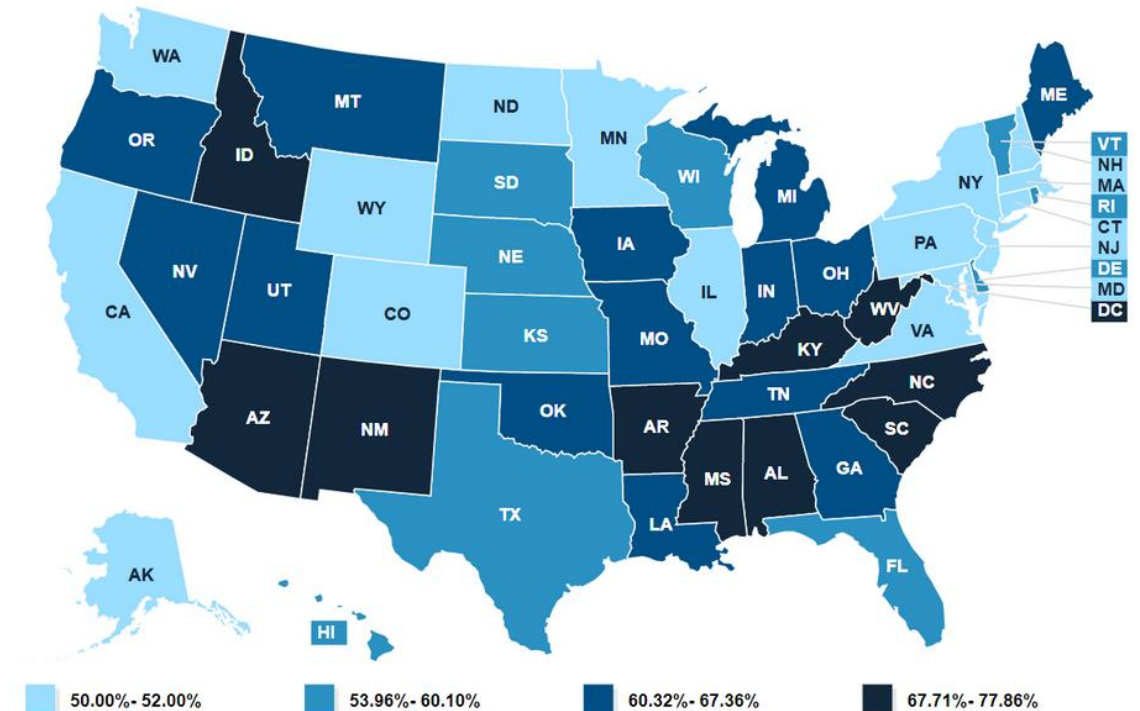 WA
MT
ND
MN
ME
OR
ID
SD
WI
MI
NY
VT
NH
MA
RI
CT
NJ
DE
MD
DC
WY
NE
IA
PA
NV
UT
CO
IL
IN
OH
CA
KS
MO
WV
VA
KY
AZ
NM
OK
TN
NC
AR
SC
MS
AL
GA
TX
LA
FL
AK
HI
50.00%- 52.00%
53.96%- 60.10%
60.32%- 67.36%
67.71%- 77.86%